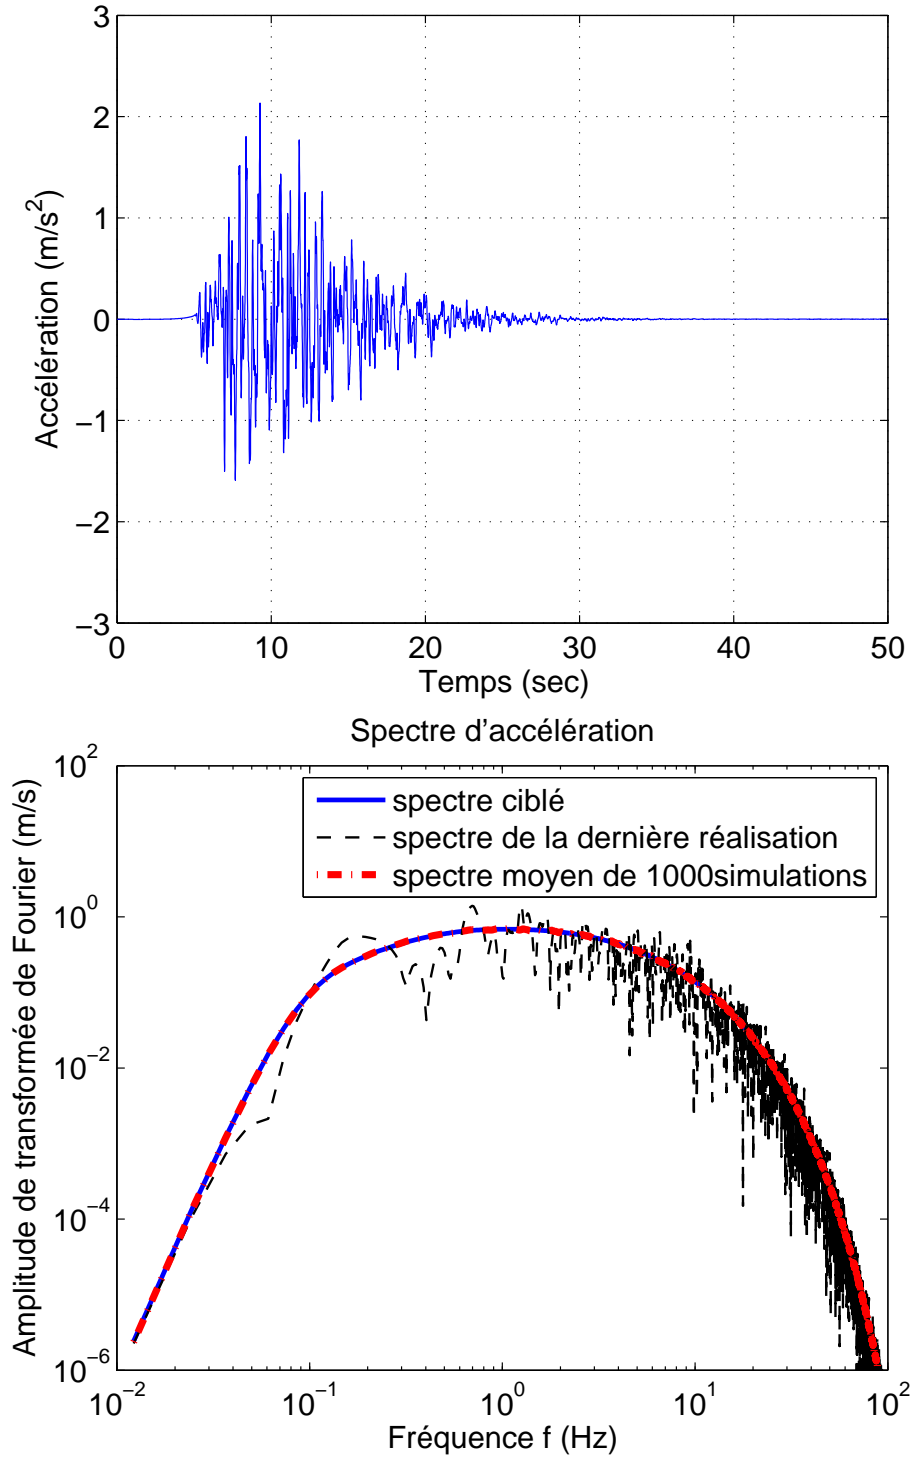 3
2
1
0
−1
−2
−3
0 10 20 30 40 50
Accélération (m/s²)
Temps (sec)
Spectre d'accélération
10²
10⁰
10⁻²
10⁻⁴
10⁻⁶
Amplitude de transformée de Fourier (m/s)
spectre ciblé
spectre de la dernière réalisation
spectre moyen de 1000simulations
10⁻² 10⁻¹ 10⁰ 10¹ 10²
Fréquence f (Hz)